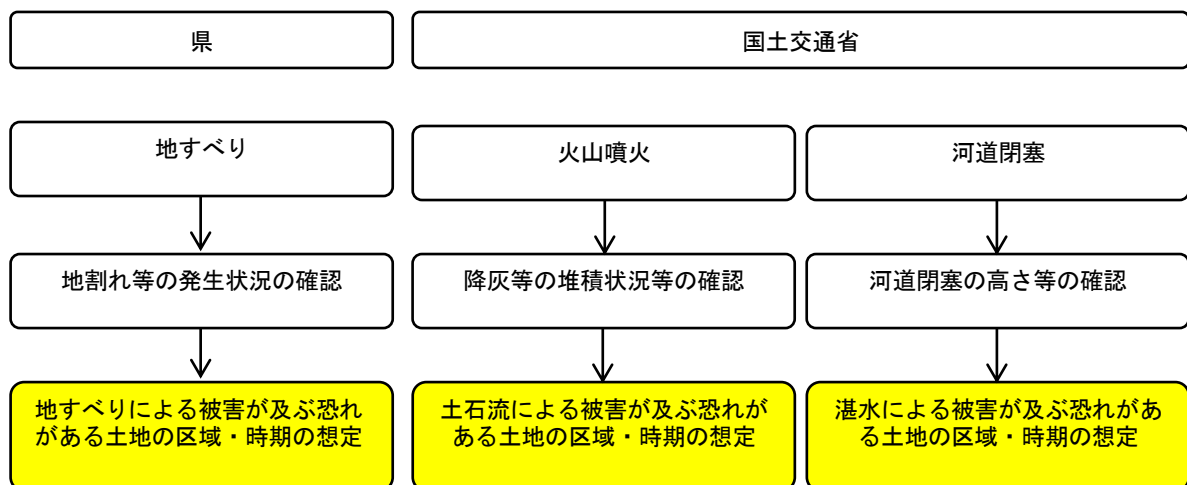 県
国土交通省
地すべり
火山噴火
河道閉塞
地割れ等の発生状況の確認
降灰等の堆積状況等の確認
河道閉塞の高さ等の確認
地すべりによる被害が及ぶ恐れ
がある土地の区域・時期の想定
土石流による被害が及ぶ恐れが
ある土地の区域・時期の想定
湛水による被害が及ぶ恐れがあ
る土地の区域・時期の想定